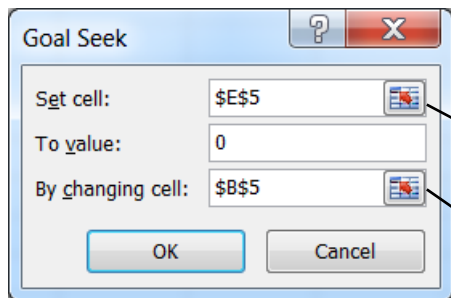 Goal Seek
Set cell: $E$5
To value: 0
By changing cell: $B$5
OK Cancel